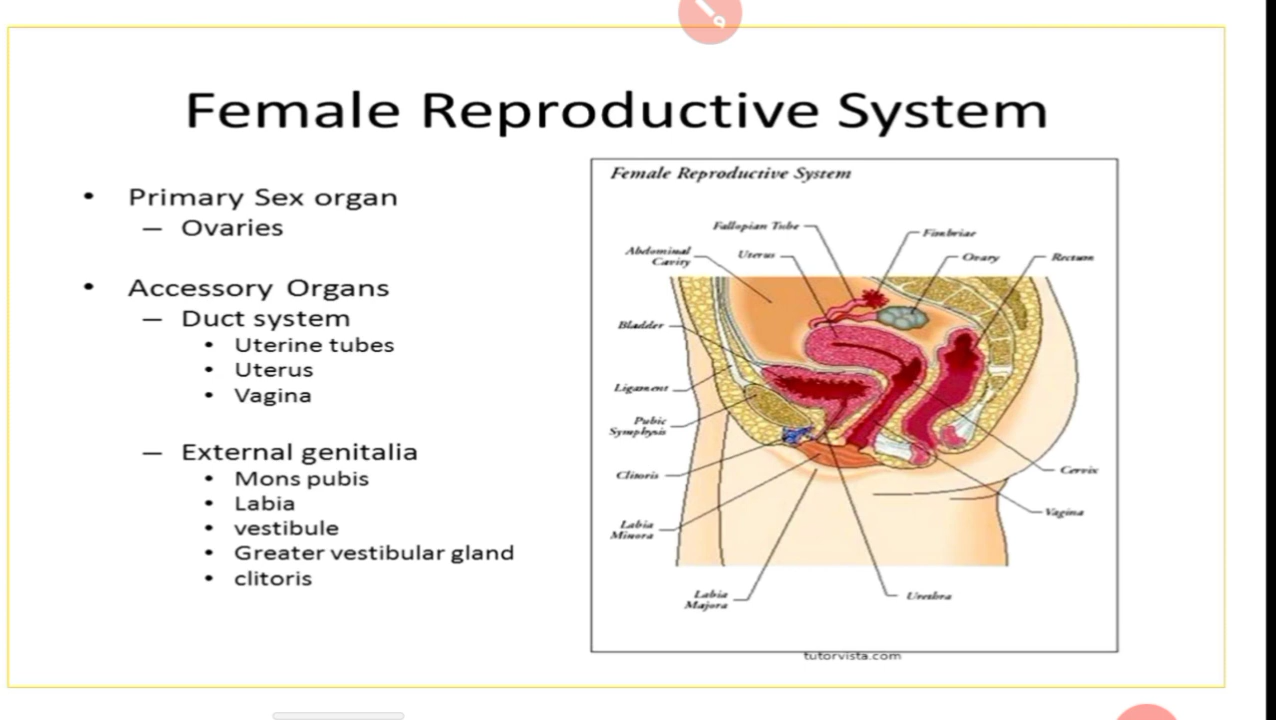 Female Reproductive System
• Primary Sex organ
– Ovaries
• Accessory Organs
– Duct system
• Uterine tubes
• Uterus
• Vagina
– External genitalia
• Mons pubis
• Labia
• vestibule
• Greater vestibular gland
• clitoris
Female Reproductive System
Fallopian Tube
Fimbriae
Abdominal
Cavity
Uterus
Ovary
Rectum
Bladder
Ligament
Pubic
Symphysis
Clitoris
Cervix
Labia
Minora
Vagina
Labia
Majora
Urethra
tutorvista.com